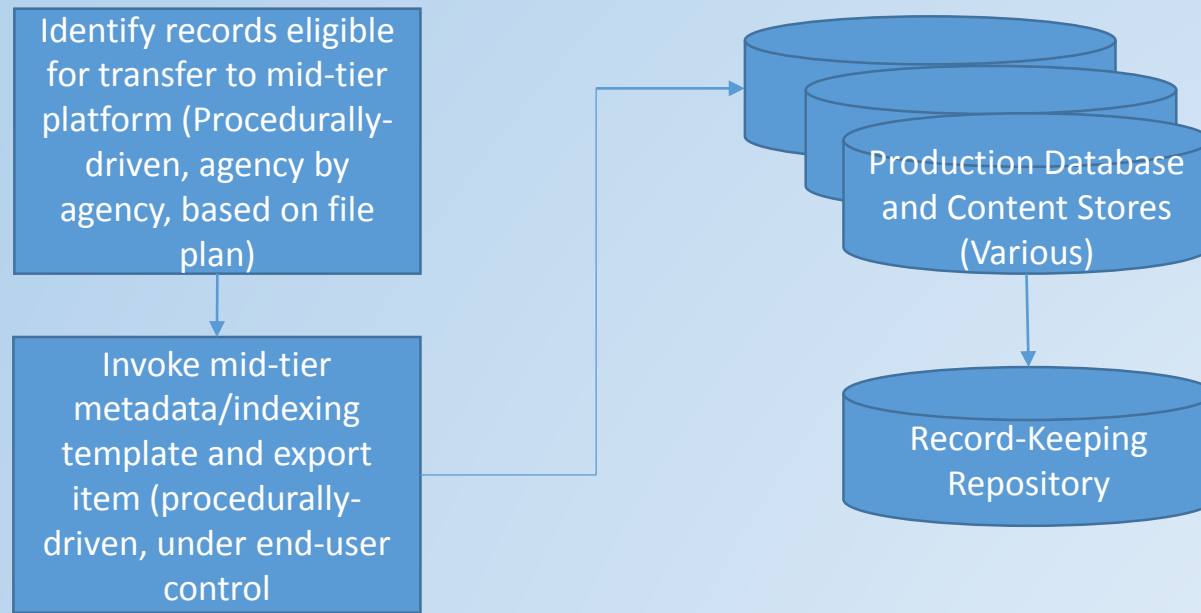 Identify records eligible
for transfer to mid-tier
platform (Procedurally-
driven, agency by
agency, based on file
plan)
Invoke mid-tier
metadata/indexing
template and export
item (procedurally-
driven, under end-user
control
Production Database
and Content Stores
(Various)
Record-Keeping
Repository